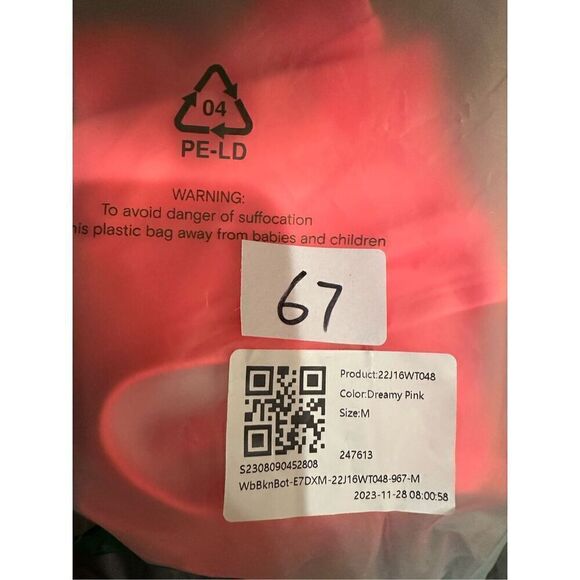 04
PE-LD
WARNING:
To avoid danger of suffocation
this plastic bag away from babies and children
67
Product:22J16WT048
Color:Dreamy Pink
Size:M
247613
S2308090452808
WbBknBot-E7DXM-22J16WT048-967-M
2023-11-28 08:00:58